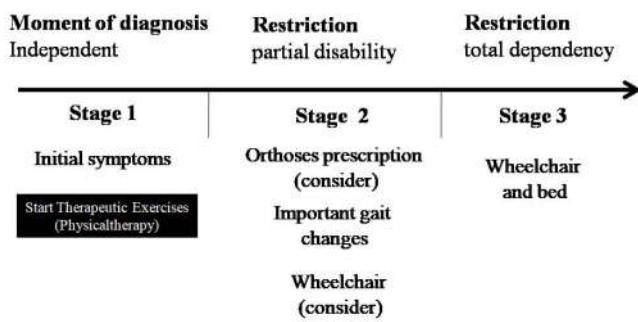 Moment of diagnosis
Independent
Restriction
partial disability
Restriction
total dependency
Stage 1
Stage 2
Stage 3
Initial symptoms
Start Therapeutic Exercises
(Physicaltherapy)
Orthoses prescription
(consider)
Important gait
changes
Wheelchair
(consider)
Wheelchair
and bed